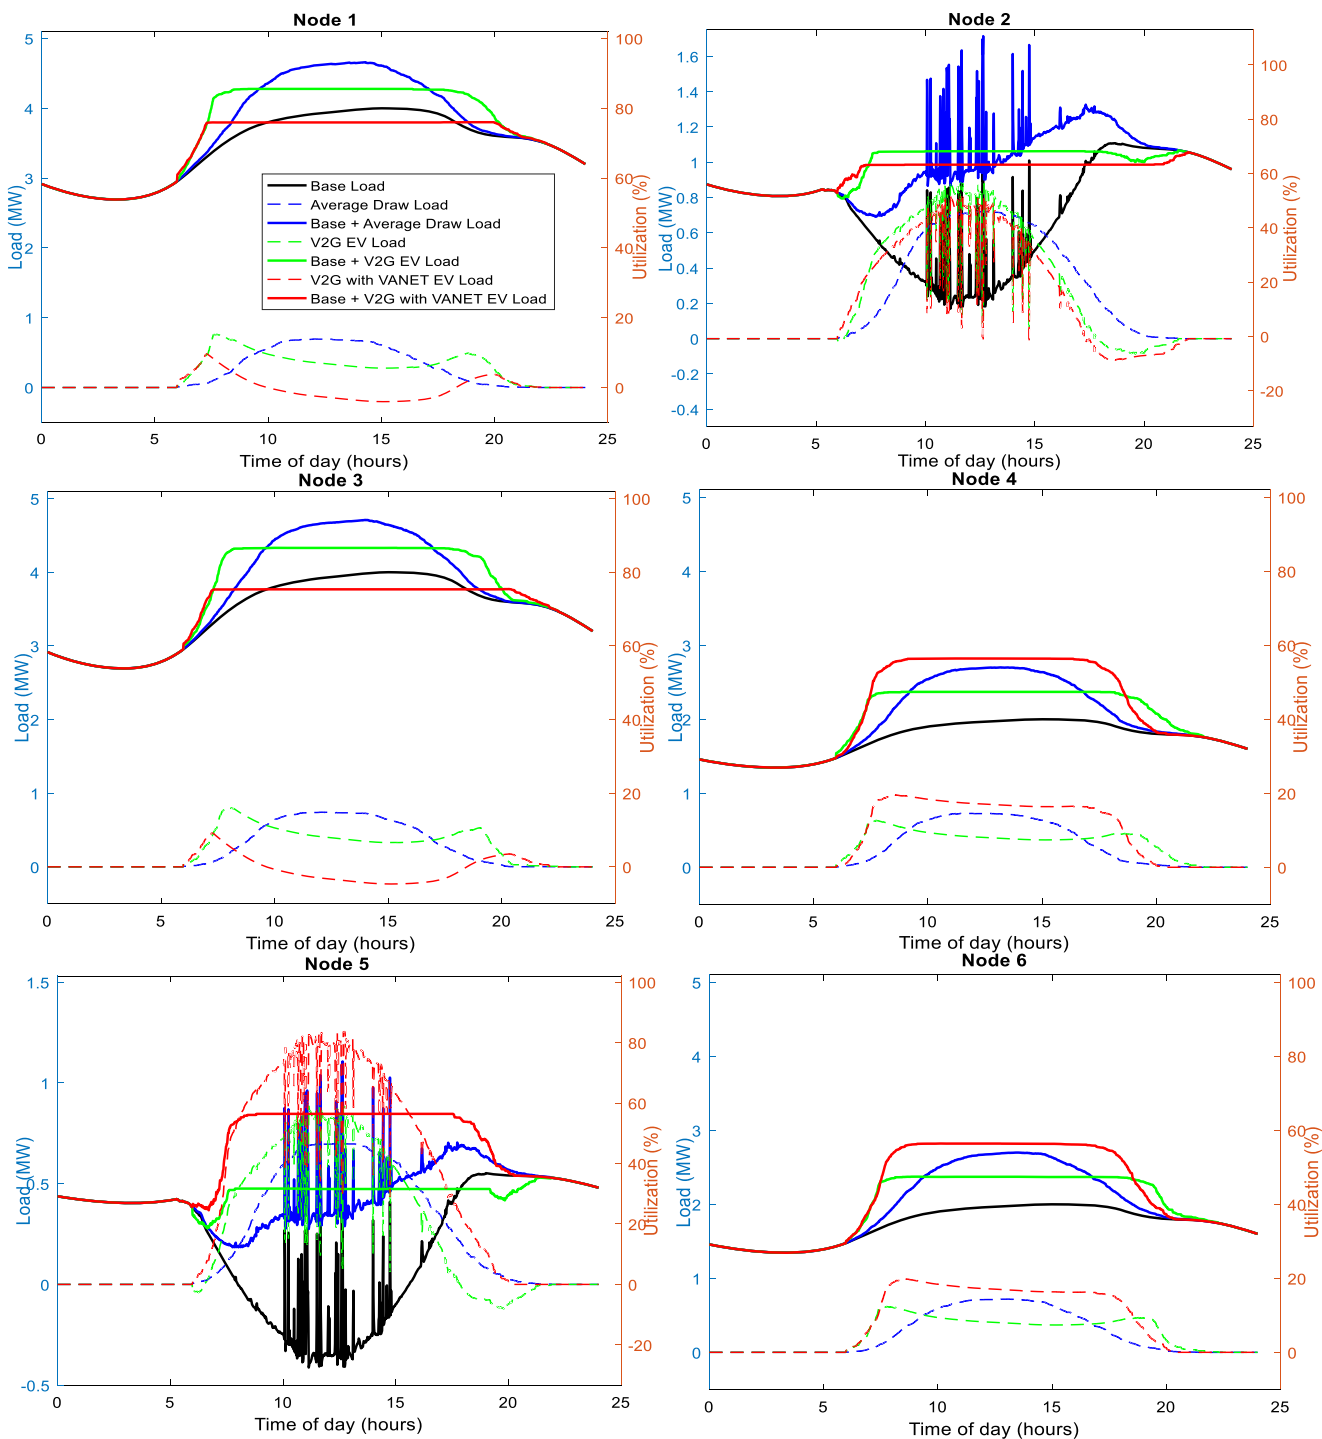 Node 1
Load (MW)
5
4
3
2
1
0
100
80
60
40
20
0
Utilization (%)
Base Load
Average Draw Load
Base + Average Draw Load
V2G EV Load
Base + V2G EV Load
V2G with VANET EV Load
Base + V2G with VANET EV Load
0 5 10 15 20 25
Time of day (hours)
Node 2
Load (MW)
1.6
1.4
1.2
1
0.8
0.6
0.4
0.2
0
-0.2
-0.4
100
80
60
40
20
0
-20
Utilization (%)
0 5 10 15 20 25
Time of day (hours)
Node 3
Load (MW)
5
4
3
2
1
0
100
80
60
40
20
0
Utilization (%)
0 5 10 15 20 25
Time of day (hours)
Node 4
Load (MW)
5
4
3
2
1
0
100
80
60
40
20
0
Utilization (%)
0 5 10 15 20 25
Time of day (hours)
Node 5
Load (MW)
1.5
1
0.5
0
-0.5
100
80
60
40
20
0
-20
Utilization (%)
0 5 10 15 20 25
Time of day (hours)
Node 6
Load (MW)
5
4
3
2
1
0
100
80
60
40
20
0
Utilization (%)
0 5 10 15 20 25
Time of day (hours)